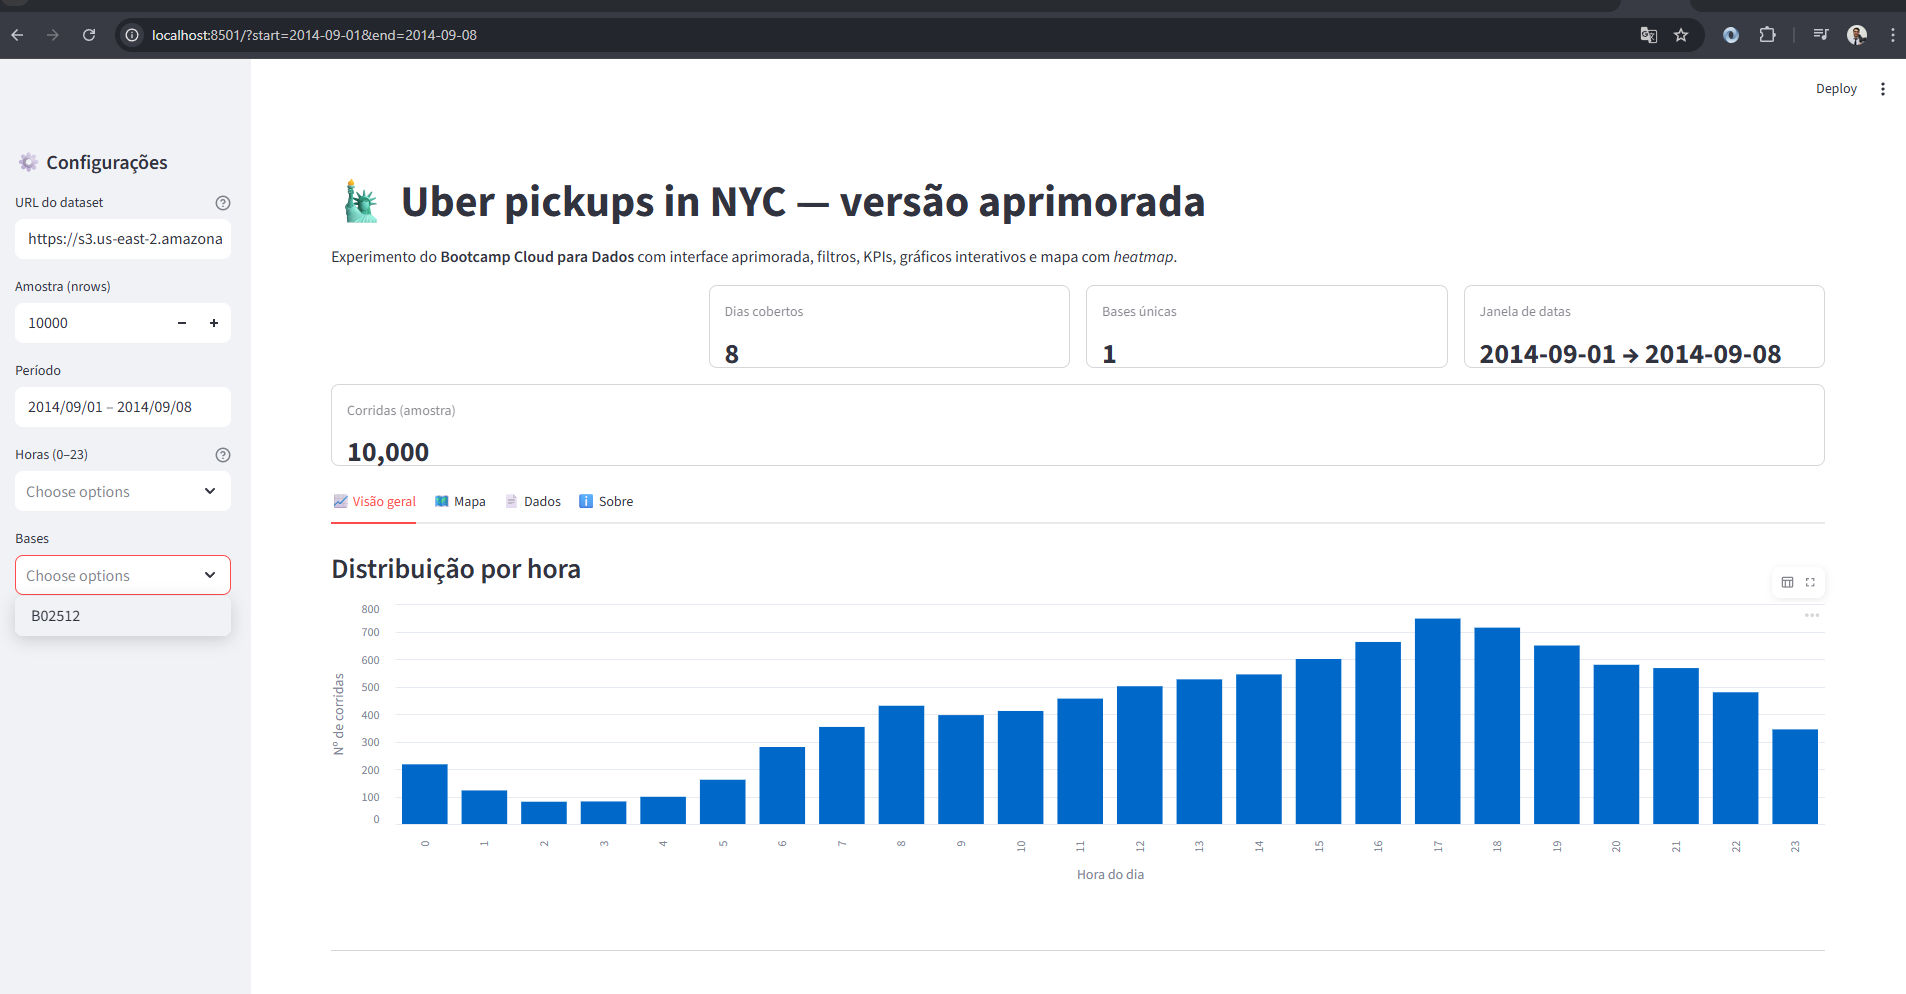 localhost:8501/?start=2014-09-01&end=2014-09-08
Deploy
Configurações
URL do dataset
https://s3.us-east-2.amazona
Amostra (nrows)
10000
Período
2014/09/01 – 2014/09/08
Horas (0–23)
Choose options
Bases
Choose options
B02512
Uber pickups in NYC — versão aprimorada
Experimento do Bootcamp Cloud para Dados com interface aprimorada, filtros, KPIs, gráficos interativos e mapa com heatmap.
Dias cobertos
8
Bases únicas
1
Janela de datas
2014-09-01 → 2014-09-08
Corridas (amostra)
10,000
Visão geral
Mapa
Dados
Sobre
Distribuição por hora
800
700
600
500
400
300
200
100
0
Nº de corridas
0 1 2 3 4 5 6 7 8 9 10 11 12 13 14 15 16 17 18 19 20 21 22 23
Hora do dia